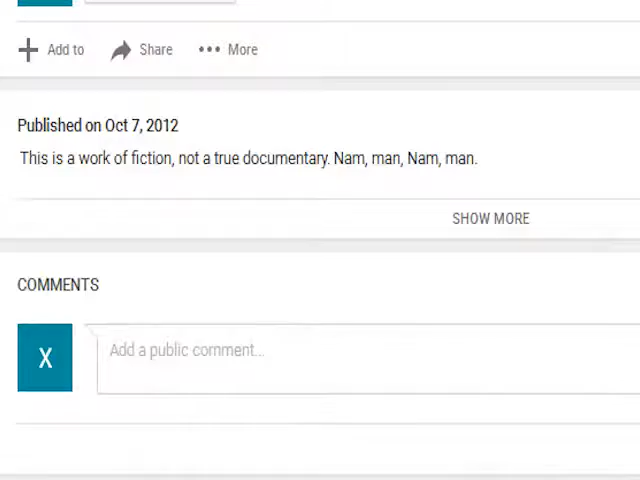 Add to Share More
Published on Oct 7, 2012
This is a work of fiction, not a true documentary. Nam, man, Nam, man.
SHOW MORE
COMMENTS
X
Add a public comment...